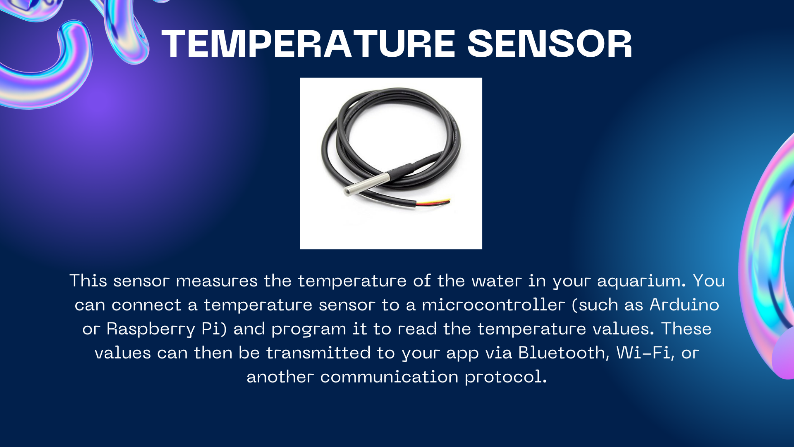 TEMPERATURE SENSOR
This sensor measures the temperature of the water in your aquarium. You
can connect a temperature sensor to a microcontroller (such as Arduino
or Raspberry Pi) and program it to read the temperature values. These
values can then be transmitted to your app via Bluetooth, Wi-Fi, or
another communication protocol.